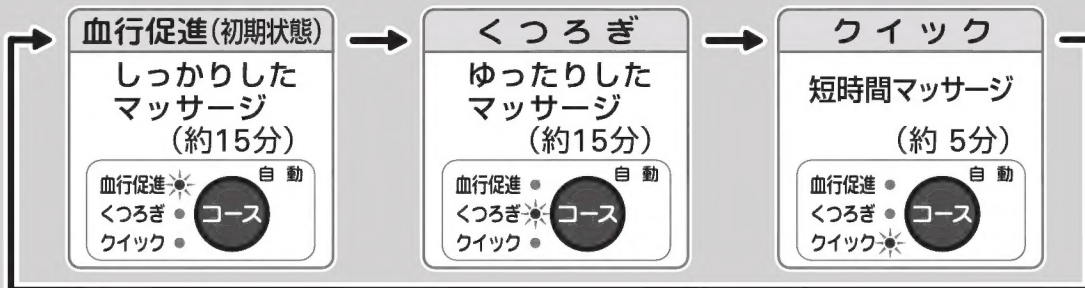 血行促進(初期状態)
しっかりした
マッサージ
(約15分)
自動
血行促進
くつろぎ
クイック
コース
くつろぎ
ゆったりした
マッサージ
(約15分)
自動
血行促進
くつろぎ
クイック
コース
クイック
短時間マッサージ
(約 5分)
自動
血行促進
くつろぎ
クイック
コース